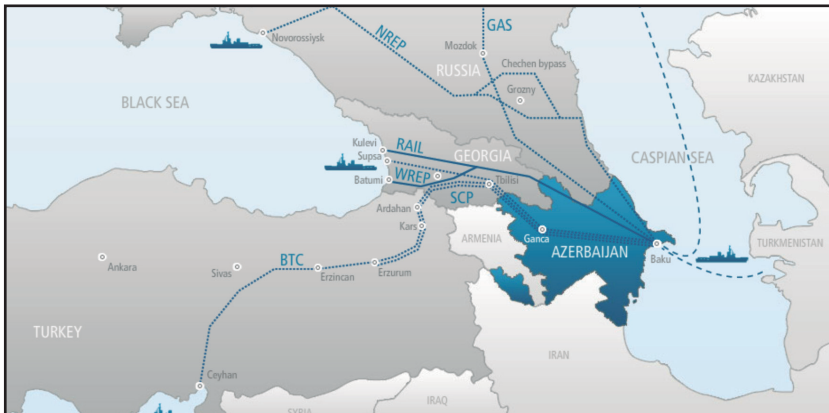 Novorossiysk
NREP
GAS
Mozdok
RUSSIA
Chechen bypass
Grozny
KAZAKHSTAN
BLACK SEA
CASPIAN SEA
Kulevi
RAIL
Supsa
GEORGIA
WREP
Batumi
Tbilisi
SCP
Ardahan
Kars
ARMENIA
Ganca
AZERBAIJAN
Baku
TURKMENISTAN
Ankara
Sivas
BTC
Erzincan
Erzurum
TURKEY
IRAN
Ceyhan
SYRIA
IRAQ